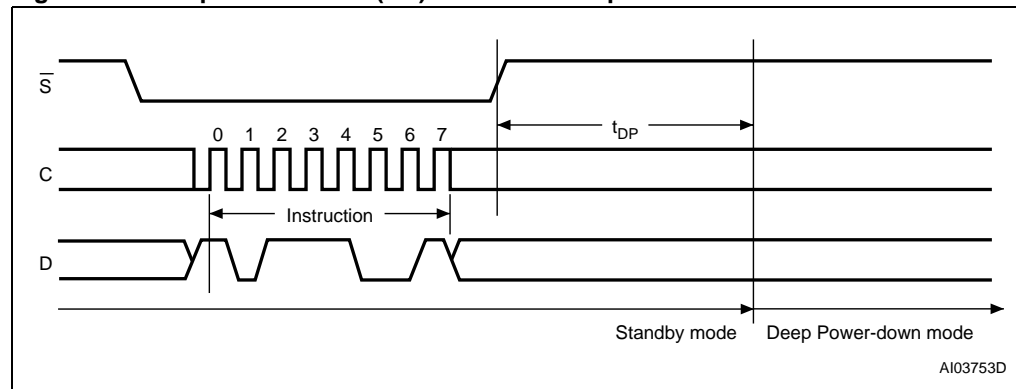 S̅
0 1 2 3 4 5 6 7
tDP
C
Instruction
D
Standby mode
Deep Power-down mode
AI03753D